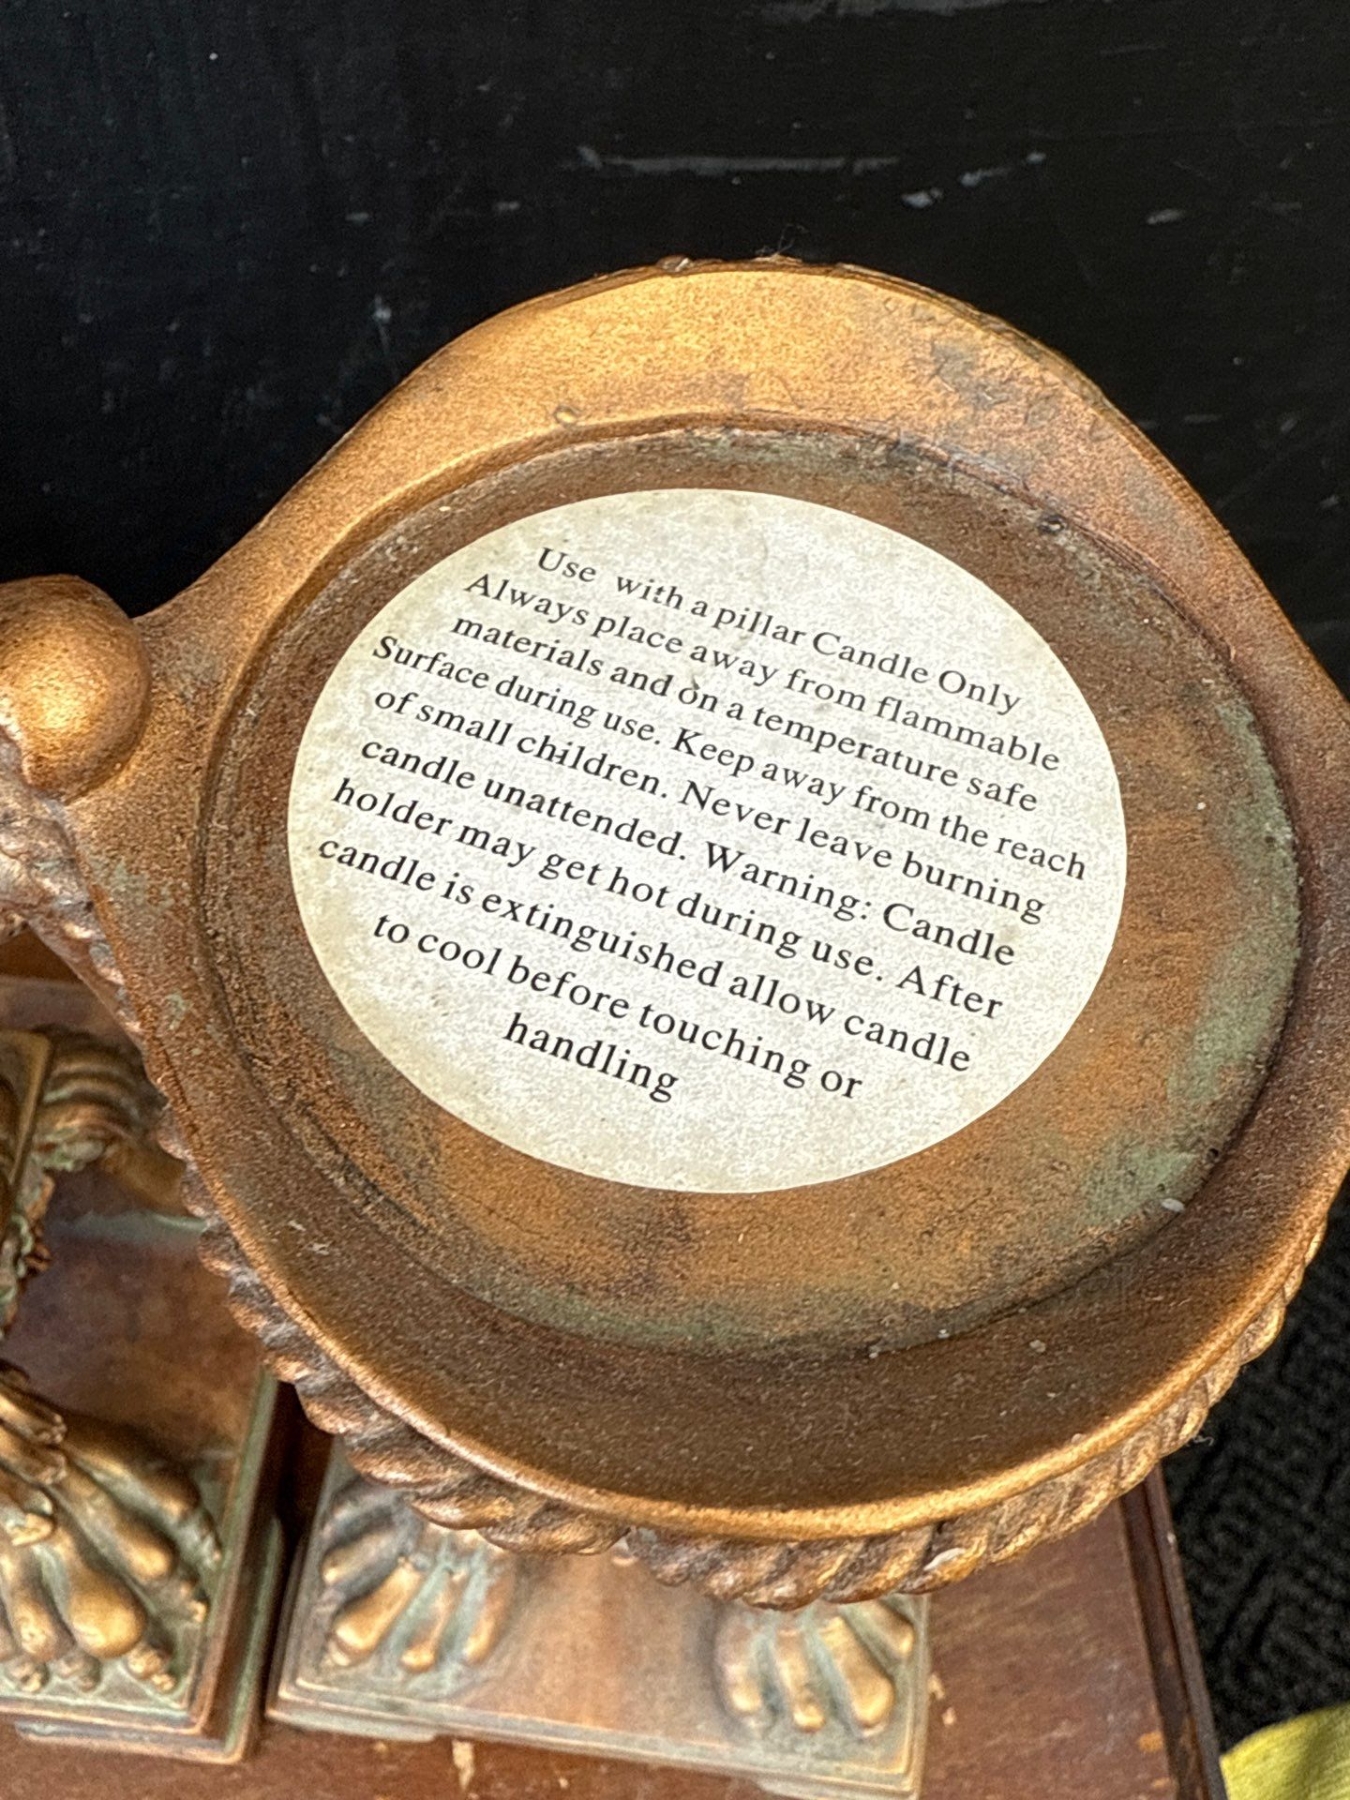 Use with a pillar Candle Only
Always place away from flammable
materials and on a temperature safe
Surface during use. Keep away from the reach
of small children. Never leave burning
candle unattended. Warning: Candle
holder may get hot during use. After
candle is extinguished allow candle
to cool before touching or
handling